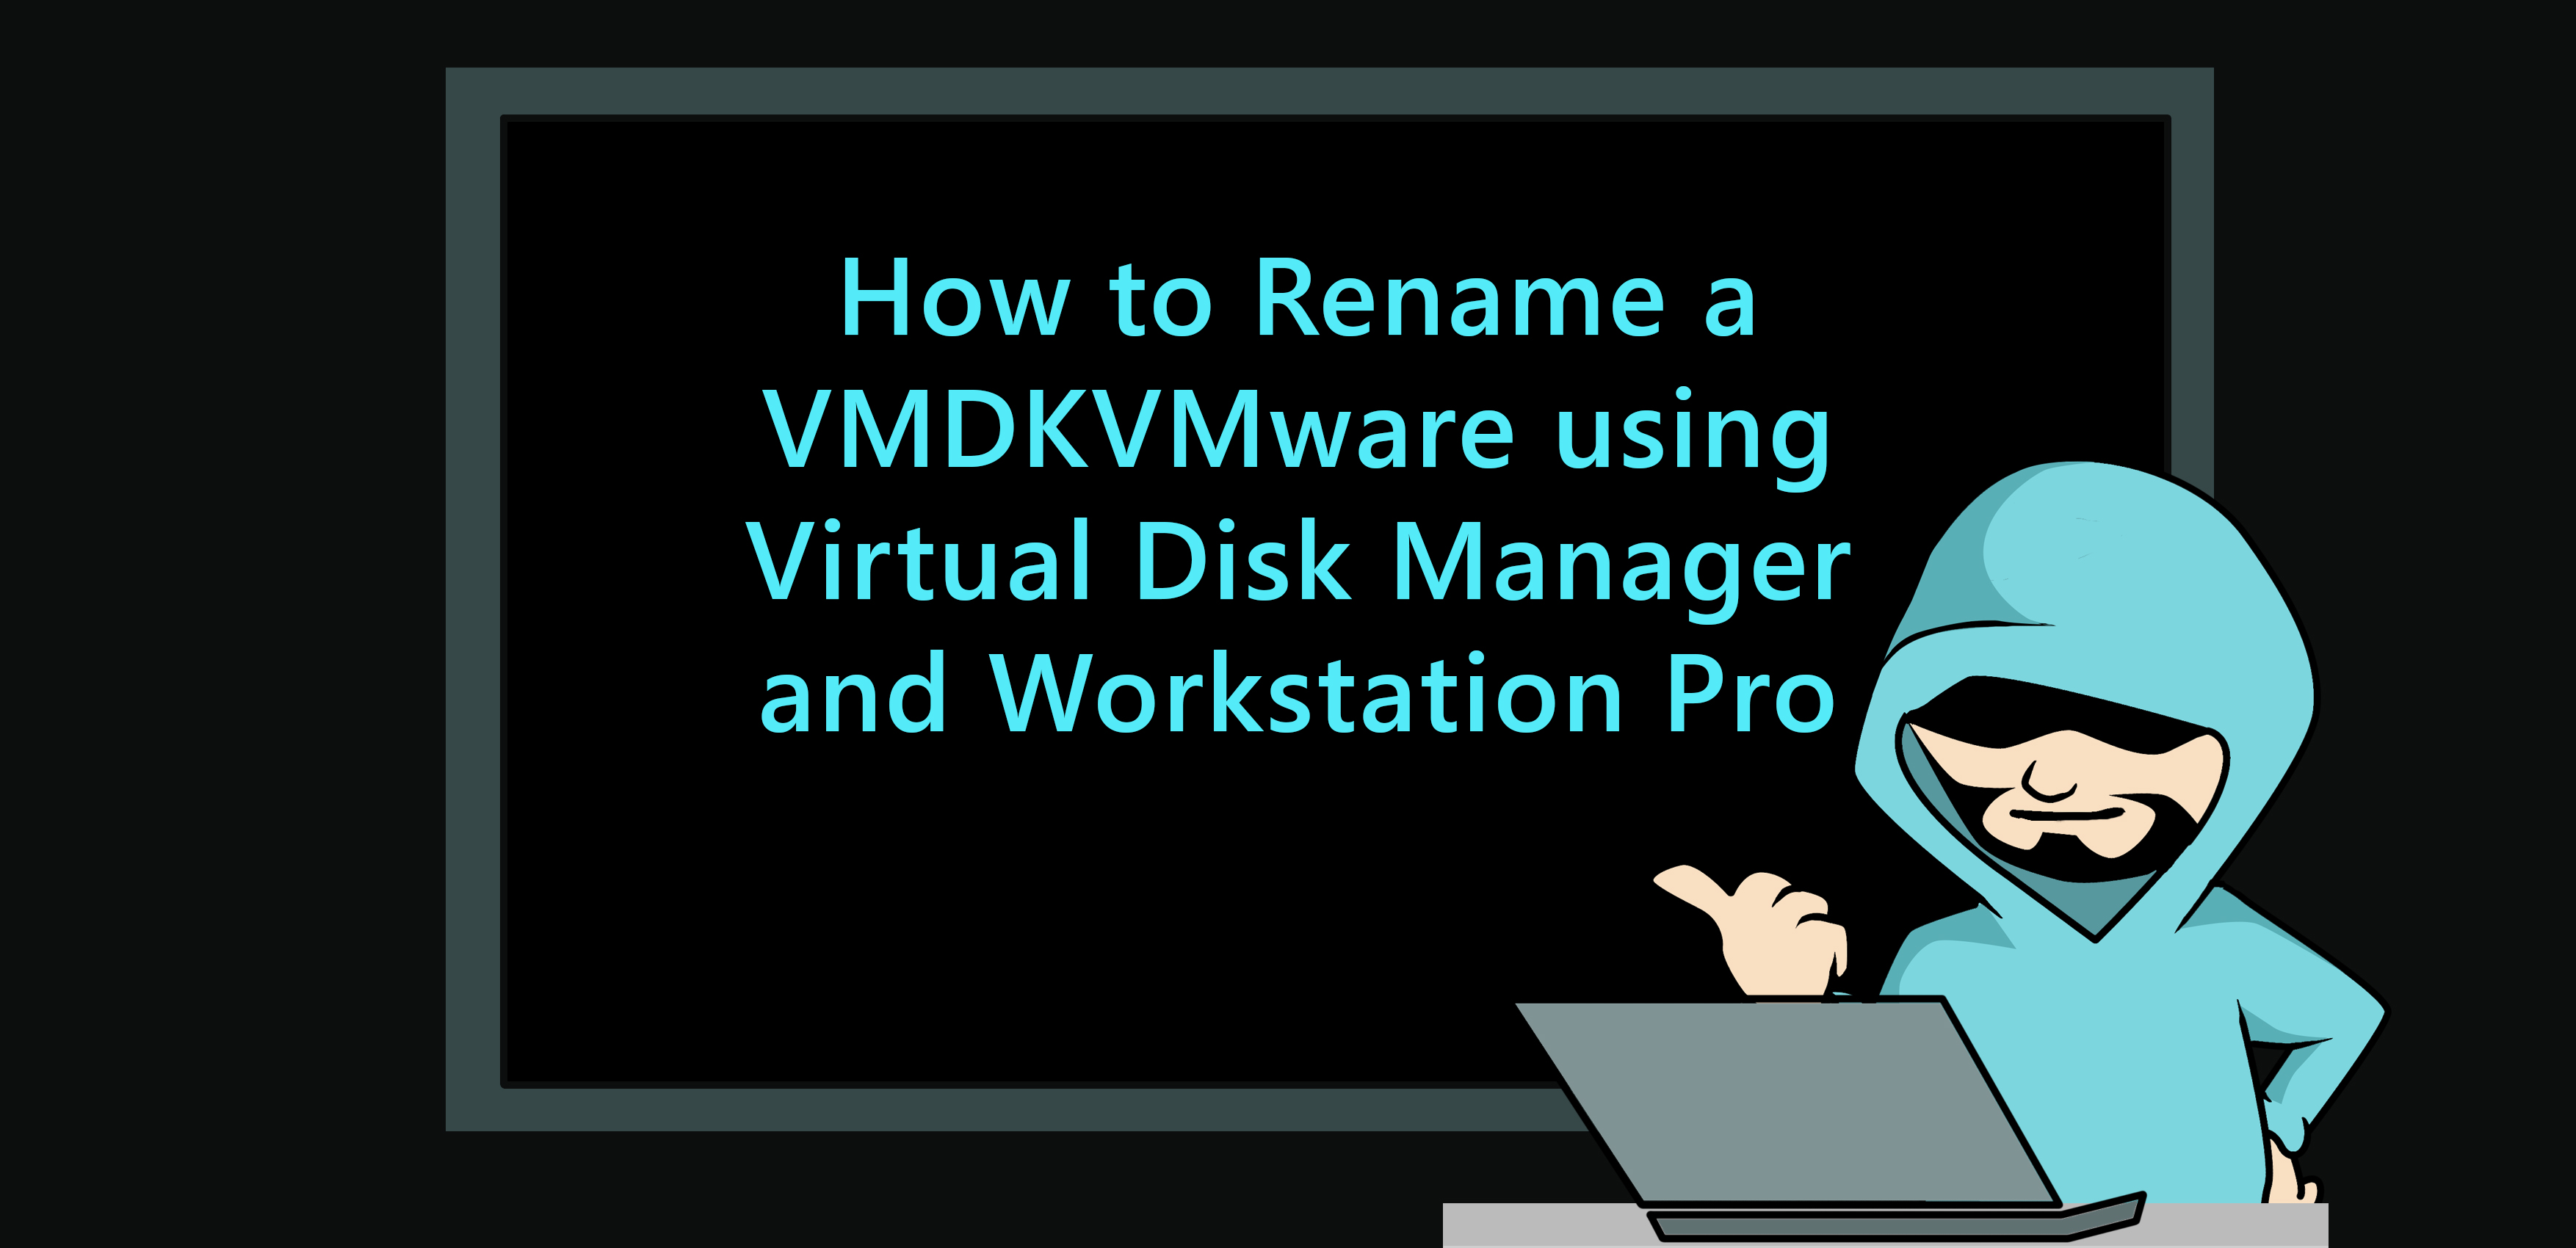 How to Rename a
VMDKVMware using
Virtual Disk Manager
and Workstation Pro